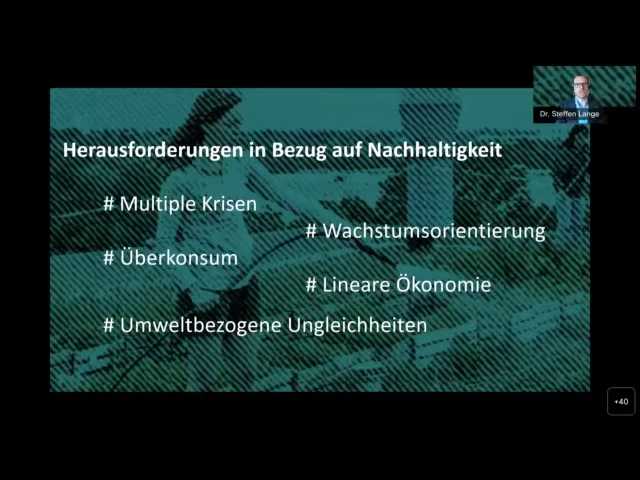 Dr. Steffen Lange
Herausforderungen in Bezug auf Nachhaltigkeit
# Multiple Krisen
# Wachstumsorientierung
# Überkonsum
# Lineare Ökonomie
# Umweltbezogene Ungleichheiten
+40